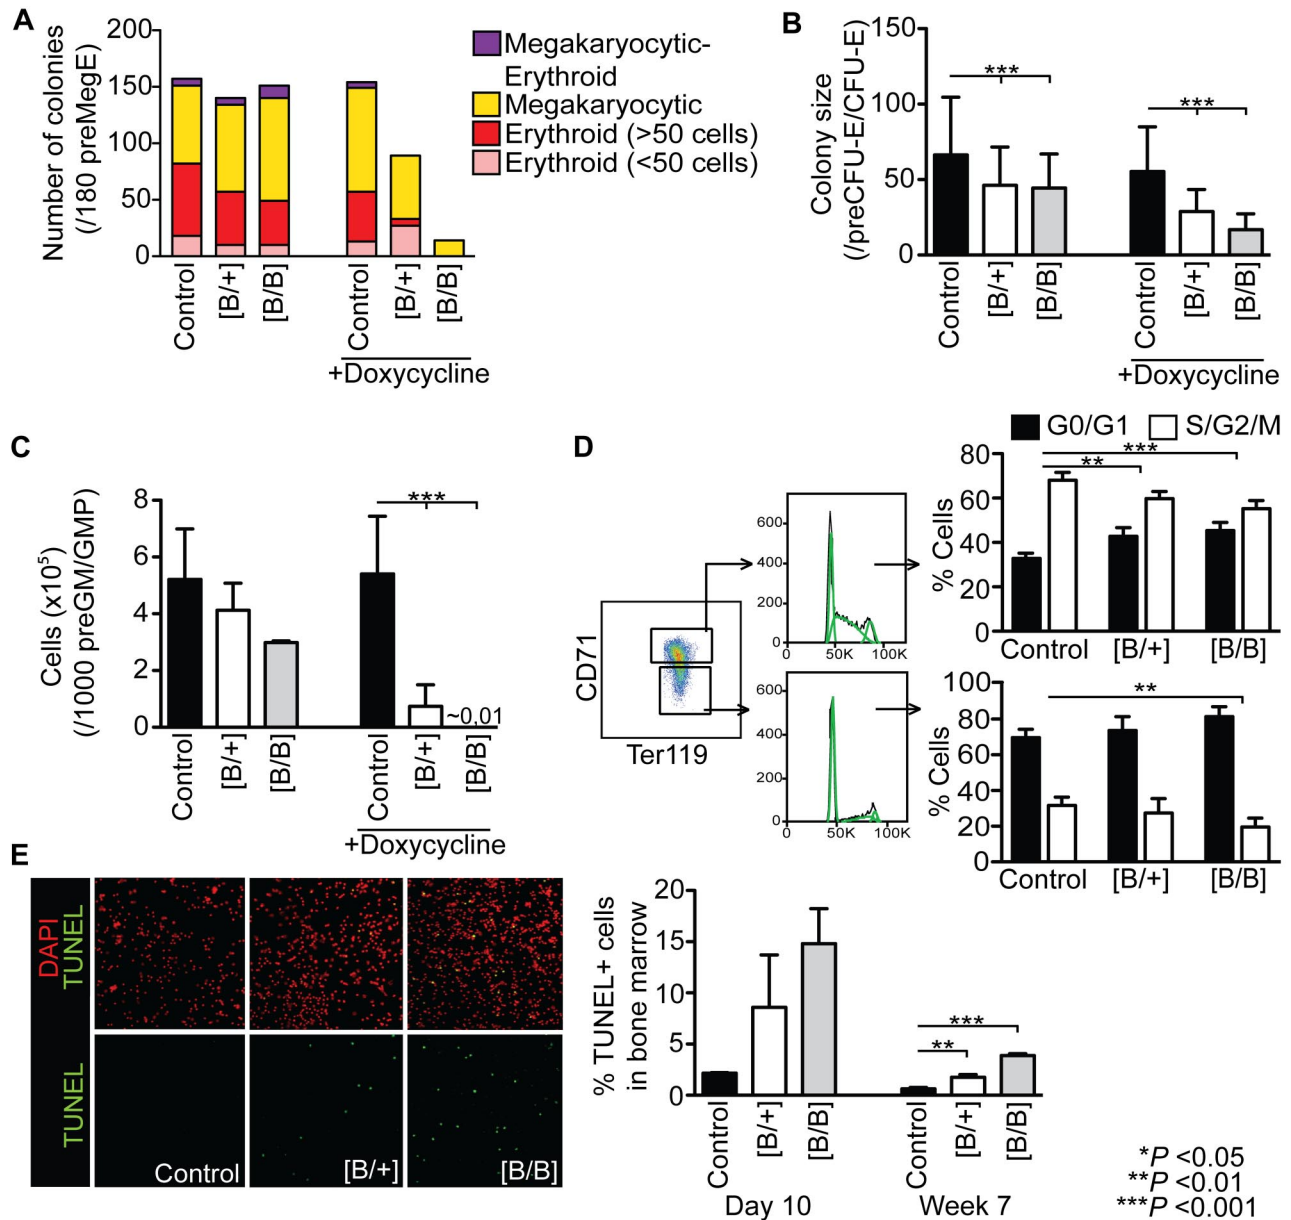 A
Number of colonies
(/180 preMegE)
200
150
100
50
0
Control
[B/+]
[B/B]
Control
[B/+]
[B/B]
+Doxycycline
Megakaryocytic-
Erythroid
Megakaryocytic
Erythroid (>50 cells)
Erythroid (<50 cells)
B
Colony size
(/preCFU-E/CFU-E)
150
100
50
0
***
***
Control
[B/+]
[B/B]
Control
[B/+]
[B/B]
+Doxycycline
C
Cells (x10⁵)
(/1000 preGM/GMP)
8
6
4
2
0
***
~0,01
Control
[B/+]
[B/B]
Control
[B/+]
[B/B]
+Doxycycline
D
CD71
Ter119
600
400
200
0
0 50K 100K
600
400
200
0
0 50K 100K
G0/G1 S/G2/M
% Cells
80
60
40
20
0
***
**
Control [B/+] [B/B]
% Cells
100
80
60
40
20
0
**
Control [B/+] [B/B]
E
DAPI
TUNEL
TUNEL
Control
[B/+]
[B/B]
% TUNEL+ cells
in bone marrow
20
15
10
5
0
***
**
Control
[B/+]
[B/B]
Control
[B/+]
[B/B]
Day 10 Week 7
*P <0.05
**P <0.01
***P <0.001